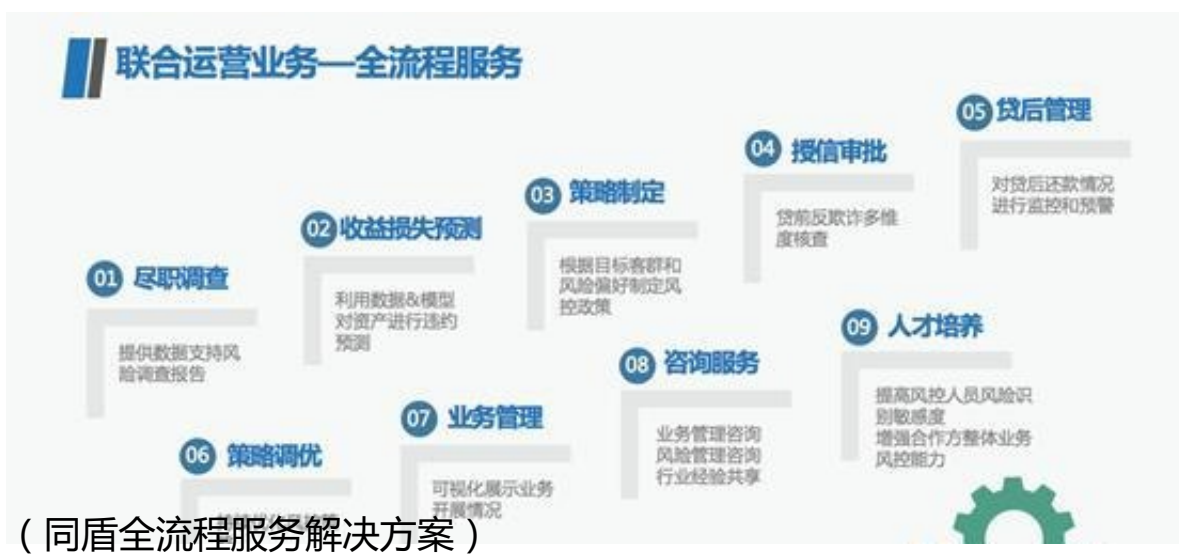 联合运营业务—全流程服务
01 尽职调查
提供数据支持风
险调查报告
02 收益损失预测
利用数据&模型
对资产进行违约
预测
03 策略制定
根据目标客群和
风险偏好制定风
控政策
04 授信审批
贷前反欺诈多维
度核查
05 贷后管理
对贷后还款情况
进行监控和预警
06 策略调优
07 业务管理
可视化展示业务
开展情况
08 咨询服务
业务管理咨询
风险管理咨询
行业经验共享
09 人才培养
提高风控人员风险识
别敏感度
增强合作方整体业务
风控能力
（同盾全流程服务解决方案）